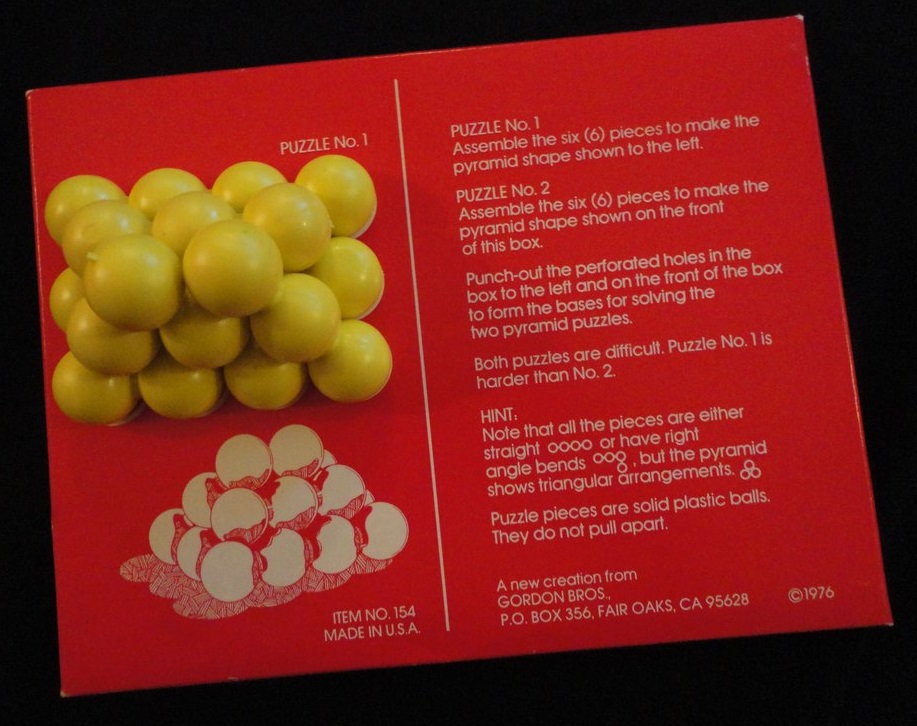 PUZZLE No. 1
ITEM NO. 154
MADE IN U.S.A.
PUZZLE No. 1
Assemble the six (6) pieces to make the
pyramid shape shown to the left.
PUZZLE No. 2
Assemble the six (6) pieces to make the
pyramid shape shown on the front
of this box.
Punch-out the perforated holes in the
box to the left and on the front of the box
to form the bases for solving the
two pyramid puzzles.
Both puzzles are difficult. Puzzle No. 1 is
harder than No. 2.
HINT:
Note that all the pieces are either
straight or have right
angle bends , but the pyramid
shows triangular arrangements.
Puzzle pieces are solid plastic balls.
They do not pull apart.
A new creation from
GORDON BROS.,
P.O. BOX 356, FAIR OAKS, CA 95628 ©1976